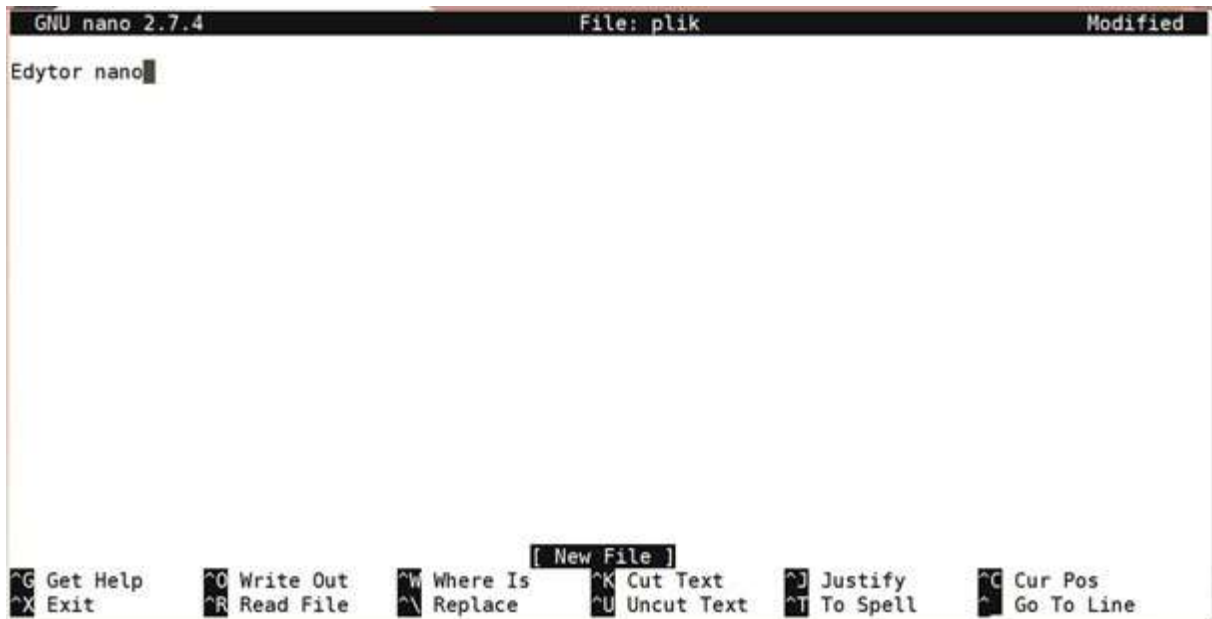 GNU nano 2.7.4 File: plik Modified
Edytor nano
[ New File ]
^G Get Help ^O Write Out ^W Where Is ^K Cut Text ^J Justify ^C Cur Pos
^X Exit ^R Read File ^\ Replace ^U Uncut Text ^T To Spell ^_ Go To Line